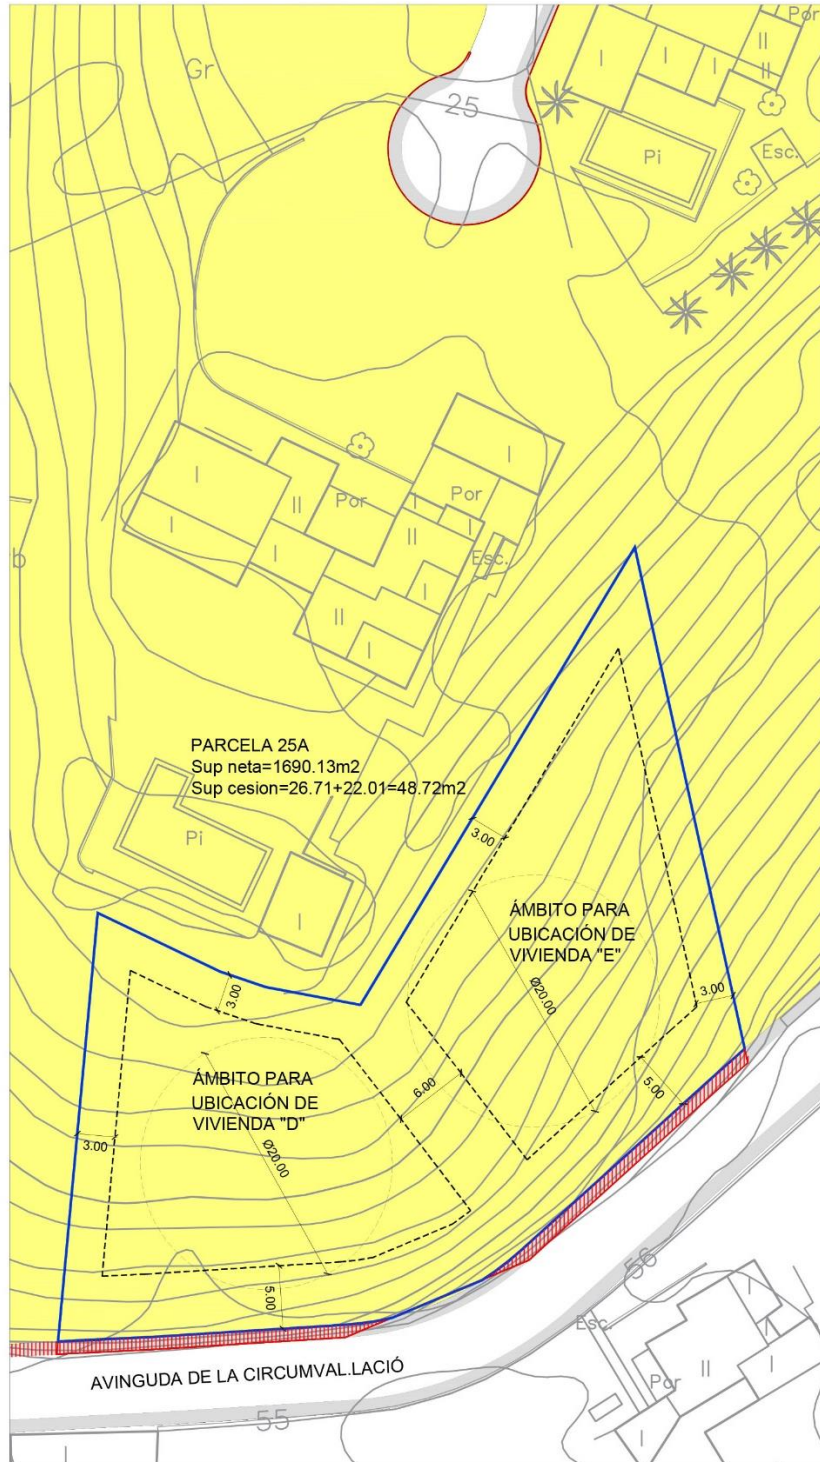 Por
Gr
II
I
I
I
II
25
Pi
Esc.
I
I
II
Por
Por
I
I
I
II
I
Esc.
I
b
II
I
PARCELA 25A
Sup neta=1690.13m2
Sup cesion=26.71+22.01=48.72m2
Pi
3.00
I
ÁMBITO PARA
UBICACIÓN DE
VIVIENDA "E"
3.00
Ø20.00
3.00
ÁMBITO PARA
UBICACIÓN DE
VIVIENDA "D"
6.00
5.00
3.00
Ø20.00
5.00
56
Esc.
I
I
II
I
Por
AVINGUDA DE LA CIRCUMVAL.LACIÓ
55
I
I